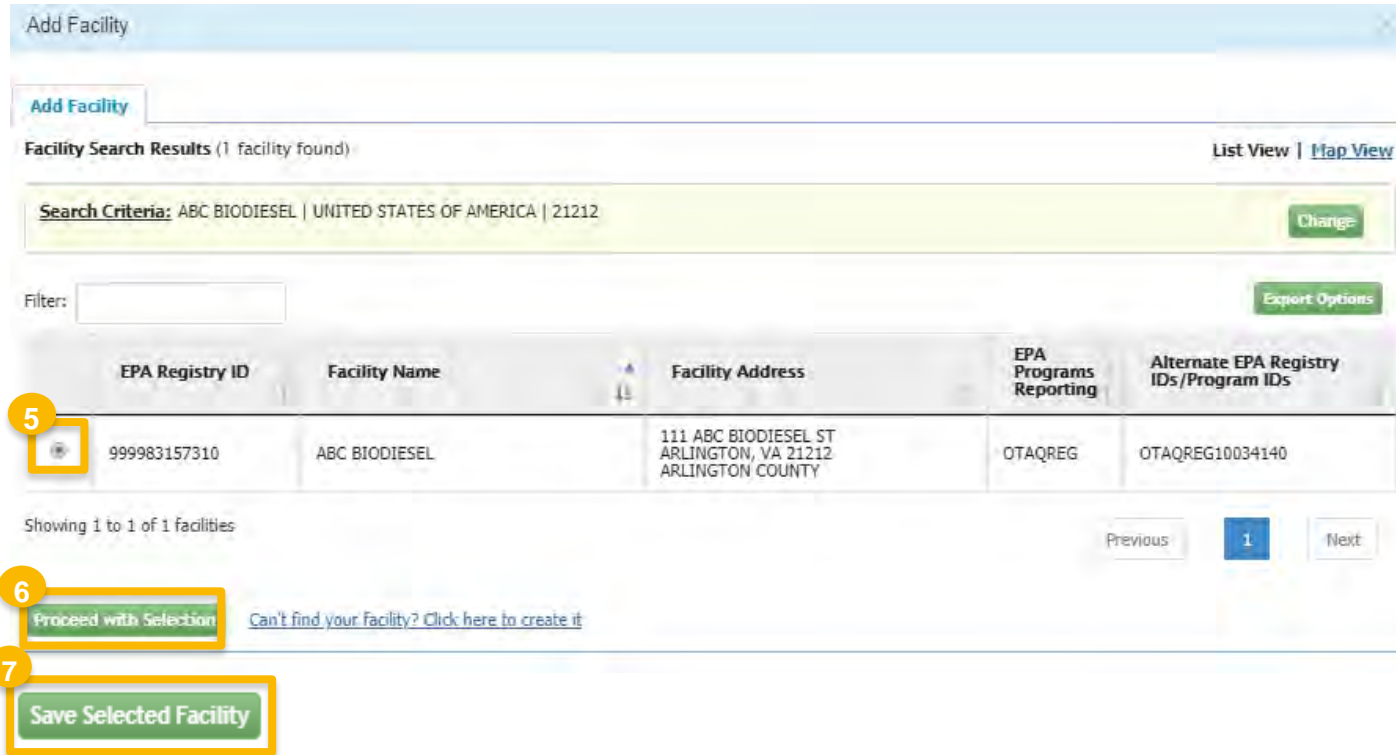 Add Facility
Add Facility
Facility Search Results (1 facility found)
List View | Map View
Search Criteria: ABC BIODIESEL | UNITED STATES OF AMERICA | 21212
Change
Filter:
Export Options
EPA Registry ID
Facility Name
Facility Address
EPA
Programs
Reporting
Alternate EPA Registry
IDs/Program IDs
5
999983157310
ABC BIODIESEL
111 ABC BIODIESEL ST
ARLINGTON, VA 21212
ARLINGTON COUNTY
OTAQREG
OTAQREG10034140
Showing 1 to 1 of 1 facilities
Previous
1
Next
6
Proceed with Selection
Can't find your facility? Click here to create it
7
Save Selected Facility